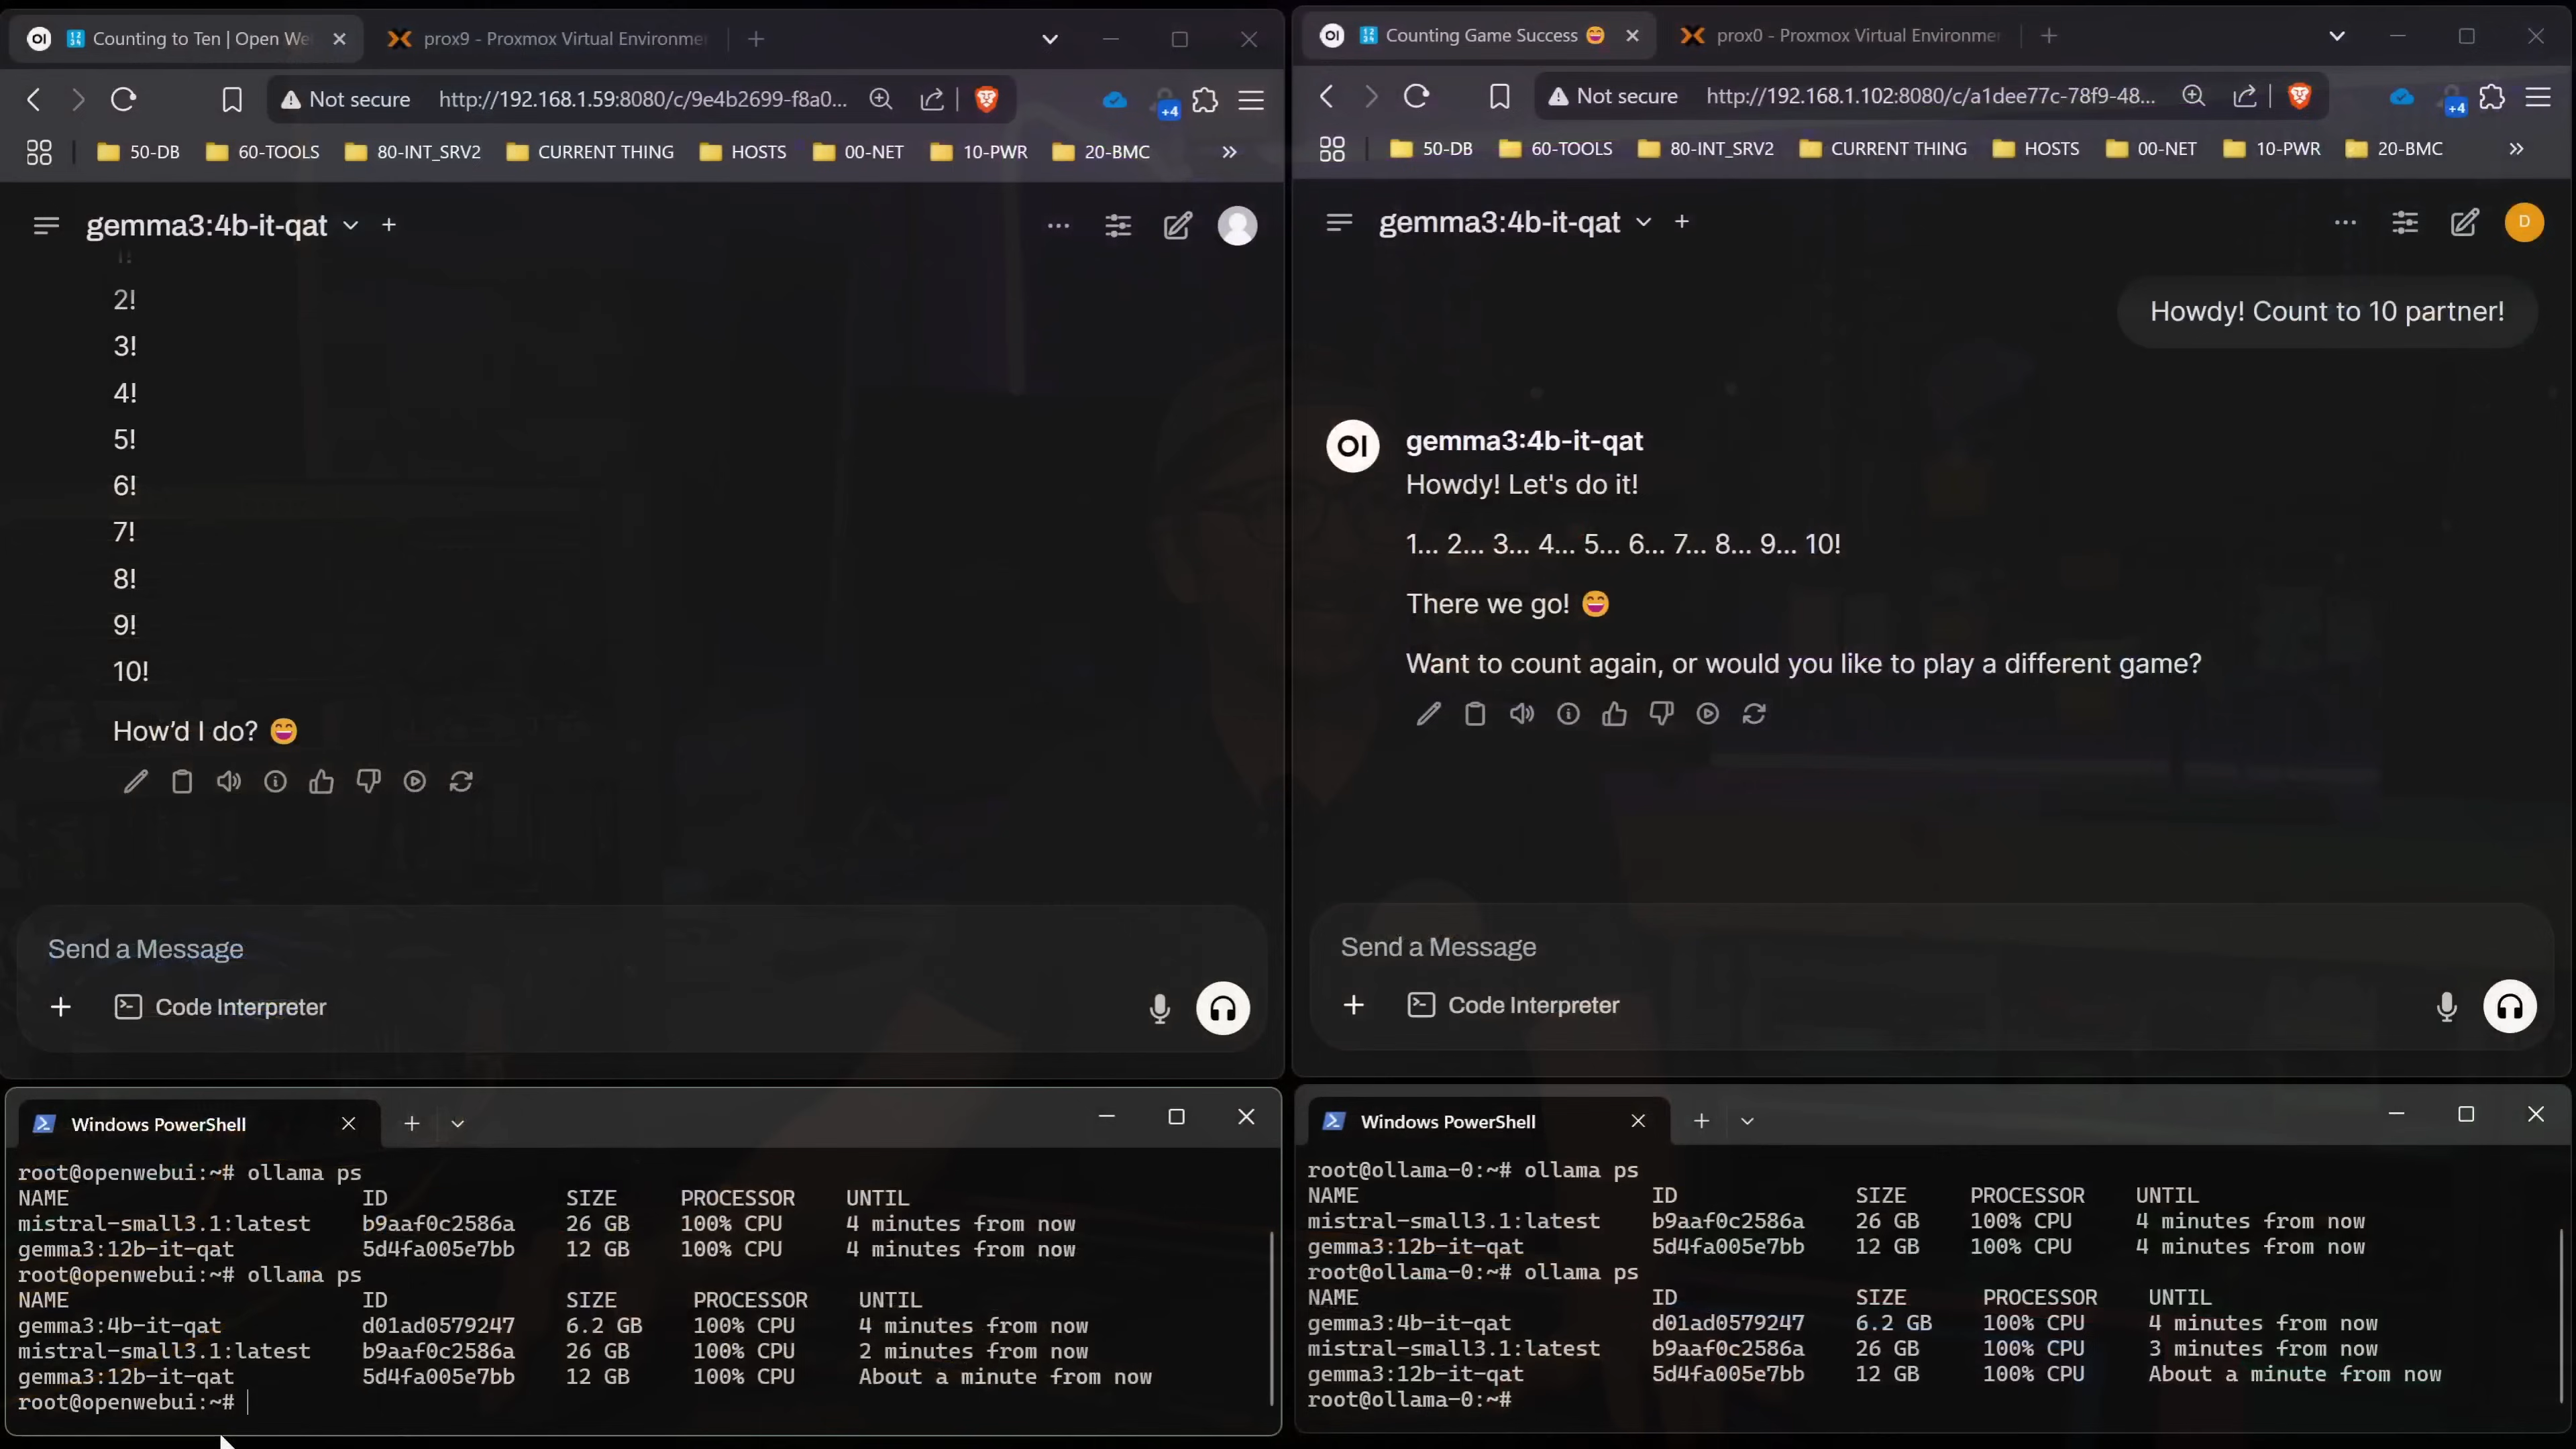 Counting to Ten | Open We
prox9 - Proxmox Virtual Environme
Not secure http://192.168.1.59:8080/c/9e4b2699-f8a0...
+4
50-DB 60-TOOLS 80-INT_SRV2 CURRENT THING HOSTS 00-NET 10-PWR 20-BMC
gemma3:4b-it-qat
2!
3!
4!
5!
6!
7!
8!
9!
10!
How'd I do? 😄
Send a Message
Code Interpreter
Counting Game Success 😄
prox0 - Proxmox Virtual Environme
Not secure http://192.168.1.102:8080/c/a1dee77c-78f9-48...
+4
50-DB 60-TOOLS 80-INT_SRV2 CURRENT THING HOSTS 00-NET 10-PWR 20-BMC
gemma3:4b-it-qat
D
Howdy! Count to 10 partner!
OI
gemma3:4b-it-qat
Howdy! Let's do it!
1... 2... 3... 4... 5... 6... 7... 8... 9... 10!
There we go! 😄
Want to count again, or would you like to play a different game?
Send a Message
Code Interpreter
Windows PowerShell
root@openwebui:~# ollama ps
NAME ID SIZE PROCESSOR UNTIL
mistral-small3.1:latest b9aaf0c2586a 26 GB 100% CPU 4 minutes from now
gemma3:12b-it-qat 5d4fa005e7bb 12 GB 100% CPU 4 minutes from now
root@openwebui:~# ollama ps
NAME ID SIZE PROCESSOR UNTIL
gemma3:4b-it-qat d01ad0579247 6.2 GB 100% CPU 4 minutes from now
mistral-small3.1:latest b9aaf0c2586a 26 GB 100% CPU 2 minutes from now
gemma3:12b-it-qat 5d4fa005e7bb 12 GB 100% CPU About a minute from now
root@openwebui:~#
Windows PowerShell
root@ollama-0:~# ollama ps
NAME ID SIZE PROCESSOR UNTIL
mistral-small3.1:latest b9aaf0c2586a 26 GB 100% CPU 4 minutes from now
gemma3:12b-it-qat 5d4fa005e7bb 12 GB 100% CPU 4 minutes from now
root@ollama-0:~# ollama ps
NAME ID SIZE PROCESSOR UNTIL
gemma3:4b-it-qat d01ad0579247 6.2 GB 100% CPU 4 minutes from now
mistral-small3.1:latest b9aaf0c2586a 26 GB 100% CPU 3 minutes from now
gemma3:12b-it-qat 5d4fa005e7bb 12 GB 100% CPU About a minute from now
root@ollama-0:~#